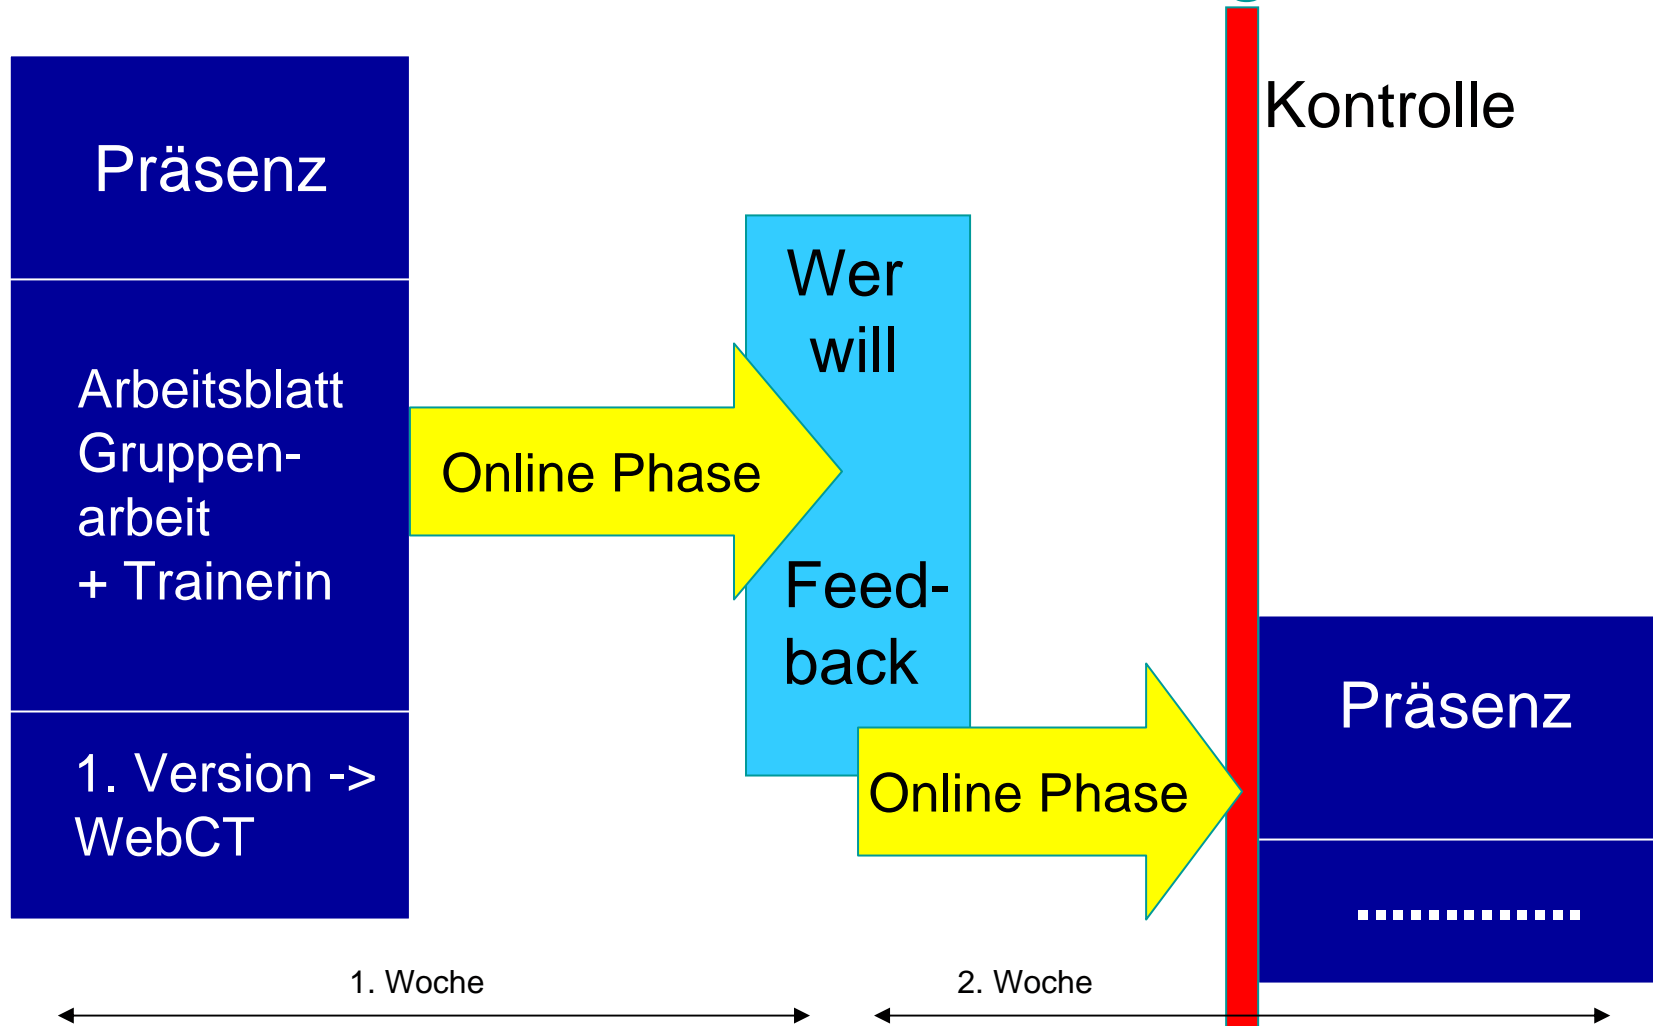 Präsenz
Arbeitsblatt
Gruppen-
arbeit
+ Trainerin
1. Version ->
WebCT
Online Phase
Wer
will
Feed-
back
Online Phase
Kontrolle
Präsenz
.............
1. Woche
2. Woche